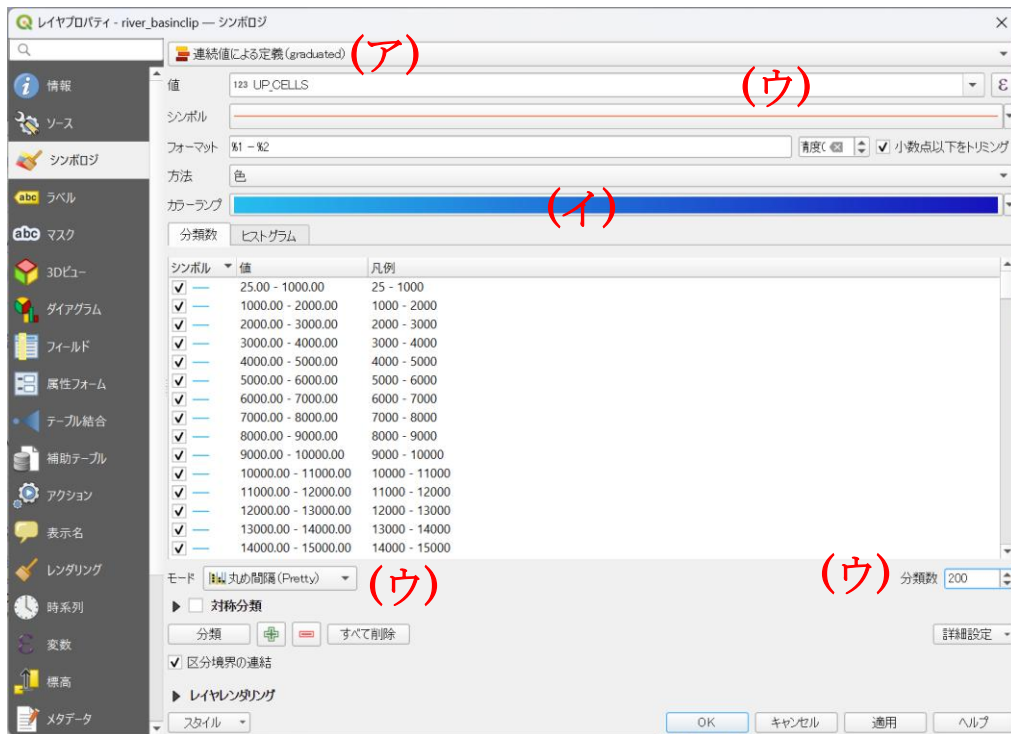 レイヤプロパティ - river_basinclip — シンボロジ
情報
ソース
シンボロジ
abc ラベル
abc マスク
3Dビュー
ダイアグラム
フィールド
属性フォーム
テーブル結合
補助テーブル
アクション
表示名
レンダリング
時系列
変数
標高
メタデータ
連続値による定義(graduated) (ア)
値 123 UP_CELLS (ウ) ε
シンボル
フォーマット %1 – %2 小数点以下をトリミング
方法 色
カラーランプ (イ)
分類数 ヒストグラム
シンボル 値 凡例
25.00 - 1000.00 25 - 1000
1000.00 - 2000.00 1000 - 2000
2000.00 - 3000.00 2000 - 3000
3000.00 - 4000.00 3000 - 4000
4000.00 - 5000.00 4000 - 5000
5000.00 - 6000.00 5000 - 6000
6000.00 - 7000.00 6000 - 7000
7000.00 - 8000.00 7000 - 8000
8000.00 - 9000.00 8000 - 9000
9000.00 - 10000.00 9000 - 10000
10000.00 - 11000.00 10000 - 11000
11000.00 - 12000.00 11000 - 12000
12000.00 - 13000.00 12000 - 13000
13000.00 - 14000.00 13000 - 14000
14000.00 - 15000.00 14000 - 15000
モード 丸め間隔(Pretty) (ウ) (ウ) 分類数 200
対称分類
分類 すべて削除 詳細設定
区分境界の連結
レイヤレンダリング
スタイル OK キャンセル 適用 ヘルプ